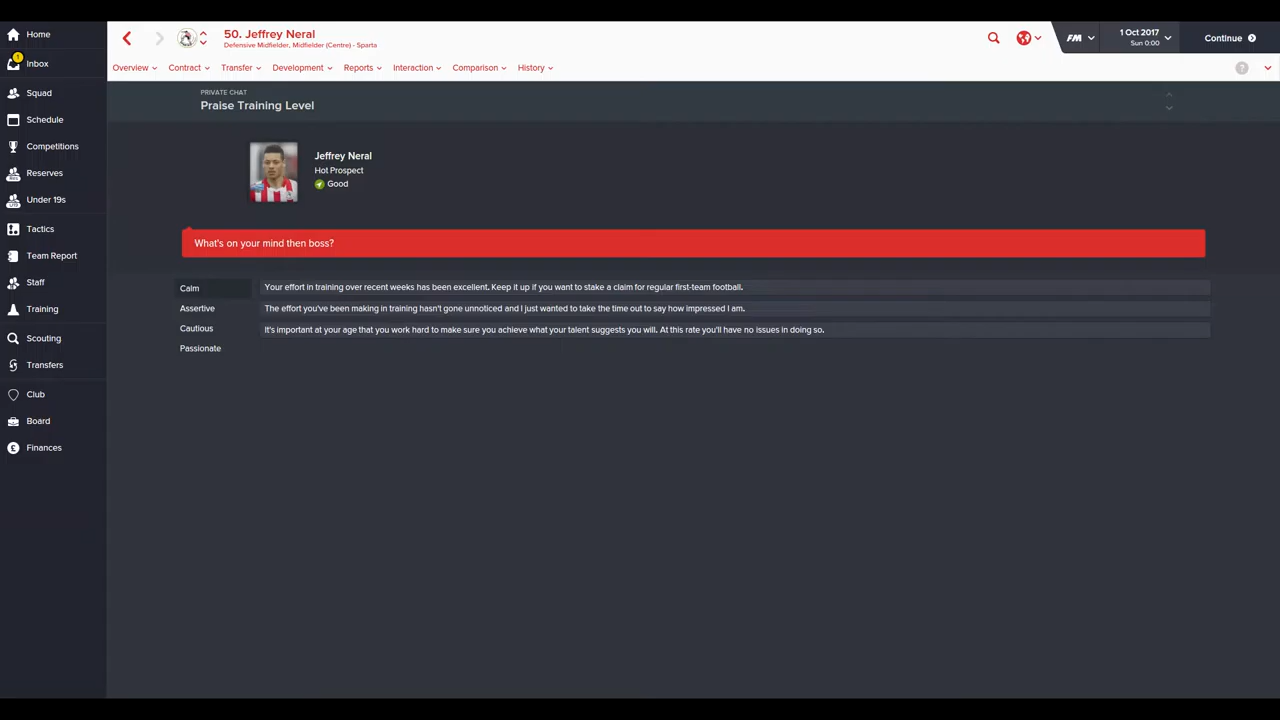 Home
1
Inbox
Squad
Schedule
Competitions
Reserves
Under 19s
Tactics
Team Report
Staff
Training
Scouting
Transfers
Club
Board
Finances
50. Jeffrey Neral
Defensive Midfielder, Midfielder (Centre) - Sparta
FM
1 Oct 2017
Sun 0:00
Continue
Overview
Contract
Transfer
Development
Reports
Interaction
Comparison
History
?
PRIVATE CHAT
Praise Training Level
Jeffrey Neral
Hot Prospect
Good
What's on your mind then boss?
Calm
Assertive
Cautious
Passionate
Your effort in training over recent weeks has been excellent. Keep it up if you want to stake a claim for regular first-team football.
The effort you've been making in training hasn't gone unnoticed and I just wanted to take the time out to say how impressed I am.
It's important at your age that you work hard to make sure you achieve what your talent suggests you will. At this rate you'll have no issues in doing so.